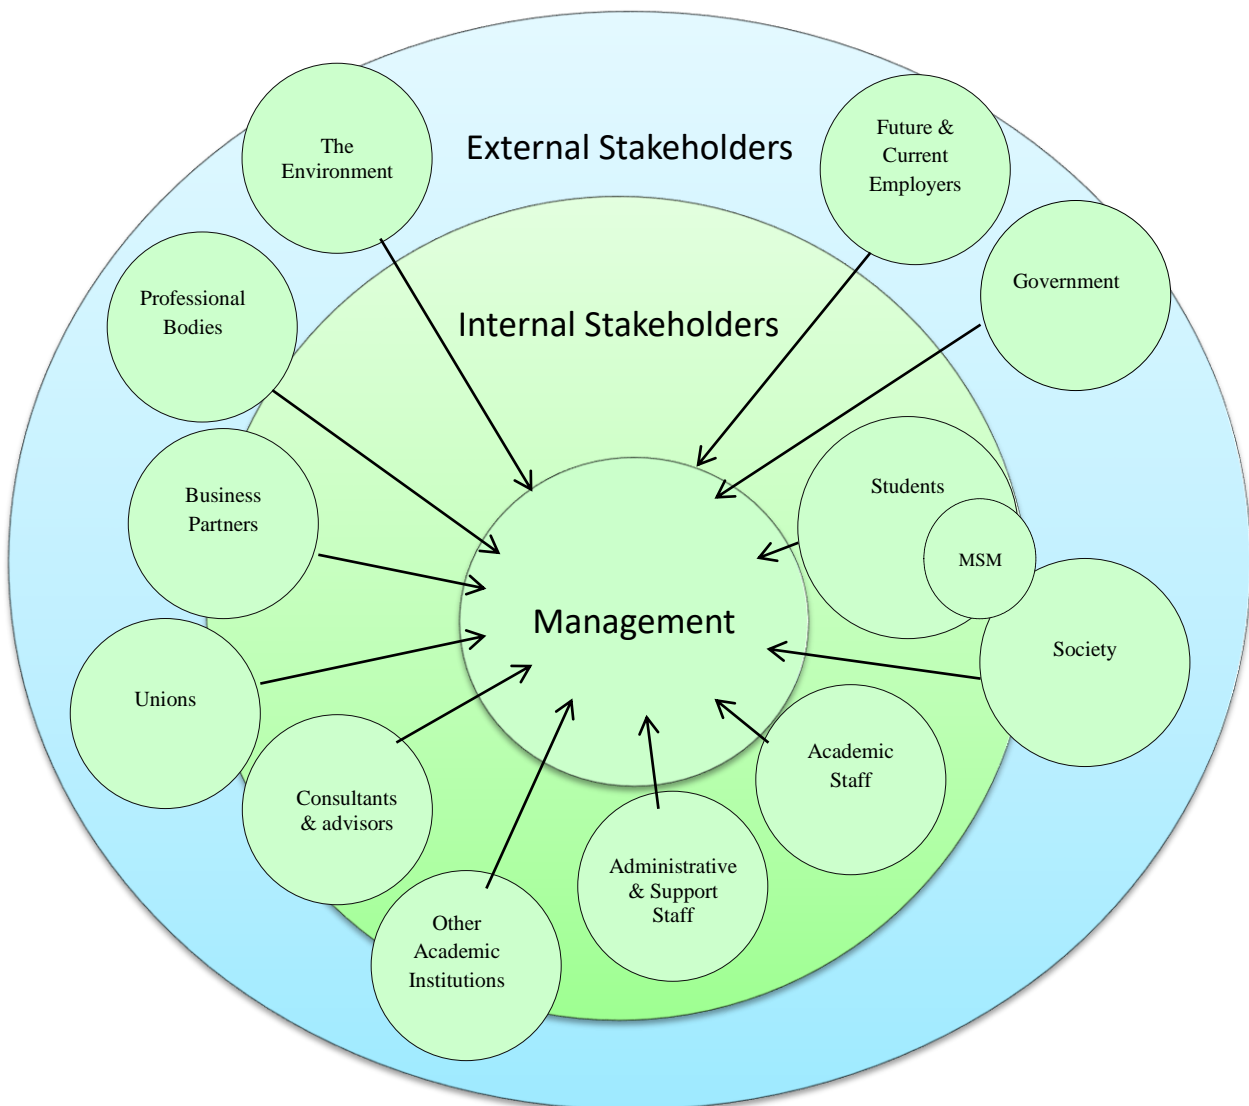 The
Environment
External Stakeholders
Future &
Current
Employers
Government
Professional
Bodies
Internal Stakeholders
Business
Partners
Students
MSM
Management
Society
Unions
Academic
Staff
Consultants
& advisors
Administrative
& Support
Staff
Other
Academic
Institutions